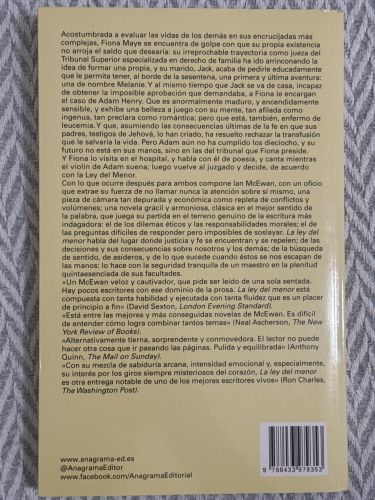 Acostumbrada a evaluar las vidas de los demás en sus encrucijadas más
complejas, Fiona Maye se encuentra de golpe con que su propia existencia
no arroja el saldo que desearía: su irreprochable trayectoria como jueza del
Tribunal Superior especializada en derecho de familia ha ido arrinconando la
idea de formar una propia, y su marido, Jack, acaba de pedirle educadamente
que le permita tener, al borde de la sesentena, una primera y última aventura:
una de nombre Melanie. Y al mismo tiempo que Jack se va de casa, incapaz
de obtener la imposible aprobación que demandaba, a Fiona le encargan
el caso de Adam Henry. Que es anormalmente maduro, y encendidamente
sensible, y exhibe una belleza a juego con su mente, tan afilada como
ingenua, tan preclara como romántica; pero que está, también, enfermo
de leucemia. Y que, asumiendo las consecuencias últimas de la fe en que sus
padres, testigos de Jehová, lo han criado, ha resuelto rechazar la transfusión
que le salvaría la vida. Pero Adam aún no ha cumplido los dieciocho, y su
futuro no está en sus manos, sino en las del tribunal que Fiona preside.
Y Fiona lo visita en el hospital, y habla con él de poesía, y canta mientras
el violín de Adam suena; luego vuelve al juzgado y decide, de acuerdo
con la Ley del Menor.
Con lo que ocurre después para ambos compone Ian McEwan, con un oficio
que extrae su fuerza de no llamar nunca la atención sobre sí mismo, una
pieza de cámara tan depurada y económica como repleta de conflictos y
volúmenes; una novela grácil y armoniosa, clásica en el mejor sentido de
la palabra, que juega su partida en el terreno genuino de la escritura más
indagadora: el de los dilemas éticos y las responsabilidades morales; el de
las preguntas difíciles de responder pero imposibles de soslayar. La ley del
menor habla del lugar donde justicia y fe se encuentran y se repelen; de las
decisiones y sus consecuencias sobre nosotros y los demás; de la búsqueda
de sentido, de asideros, y de lo que sucede cuando éstos se nos escapan de
las manos; lo hace con la seguridad tranquila de un maestro en la plenitud
quintaesenciada de sus facultades.
«Un McEwan veloz y cautivador, que pide ser leído de una sola sentada.
Hay pocos escritores con ese dominio de la prosa. La ley del menor está
compuesta con tanta habilidad y ejecutada con tanta fluidez que es un placer
de principio a fin» (David Sexton, London Evening Standard).
«Está entre las mejores y más conseguidas novelas de McEwan. Es difícil
de entender cómo logra combinar tantos temas» (Neal Ascherson, The New
York Review of Books).
«Alternativamente tierna, sorprendente y conmovedora. El lector no puede
hacer otra cosa que ir pasando las páginas. Pulida y equilibrada» (Anthony
Quinn, The Mail on Sunday).
«Con su mezcla de sabiduría arcana, intensidad emocional y, especialmente,
su interés por los giros siempre misteriosos del corazón, La ley del menor
es otra entrega notable de uno de los mejores escritores vivos» (Ron Charles,
The Washington Post).
www.anagrama-ed.es
@AnagramaEditor
www.facebook.com/AnagramaEditorial
9 788433 979353